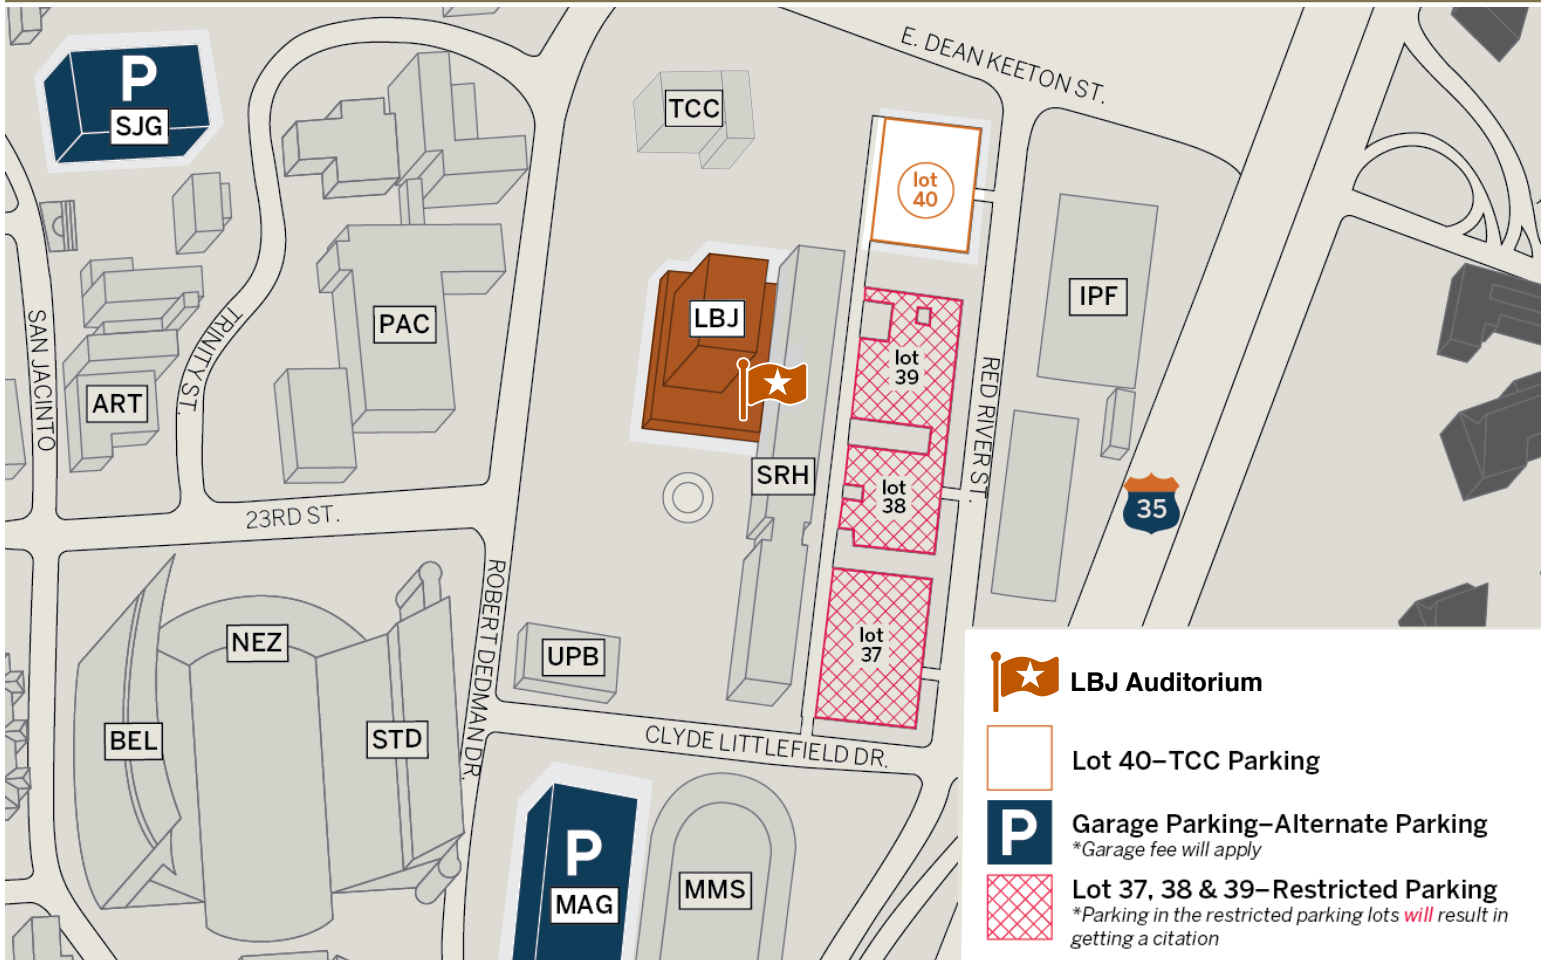 E. DEAN KEETON ST.
P
SJG
TCC
lot
40
LBJ
PAC
IPF
SAN JACINTO
TRINITY ST.
ART
lot
39
RED RIVER ST.
SRH
lot
38
35
23RD ST.
ROBERT DEDMAN DR.
NEZ
UPB
lot
37
BEL
STD
CLYDE LITTLEFIELD DR.
P
MAG
MMS
LBJ Auditorium
Lot 40–TCC Parking
P
Garage Parking–Alternate Parking
*Garage fee will apply
Lot 37, 38 & 39–Restricted Parking
*Parking in the restricted parking lots will result in
getting a citation